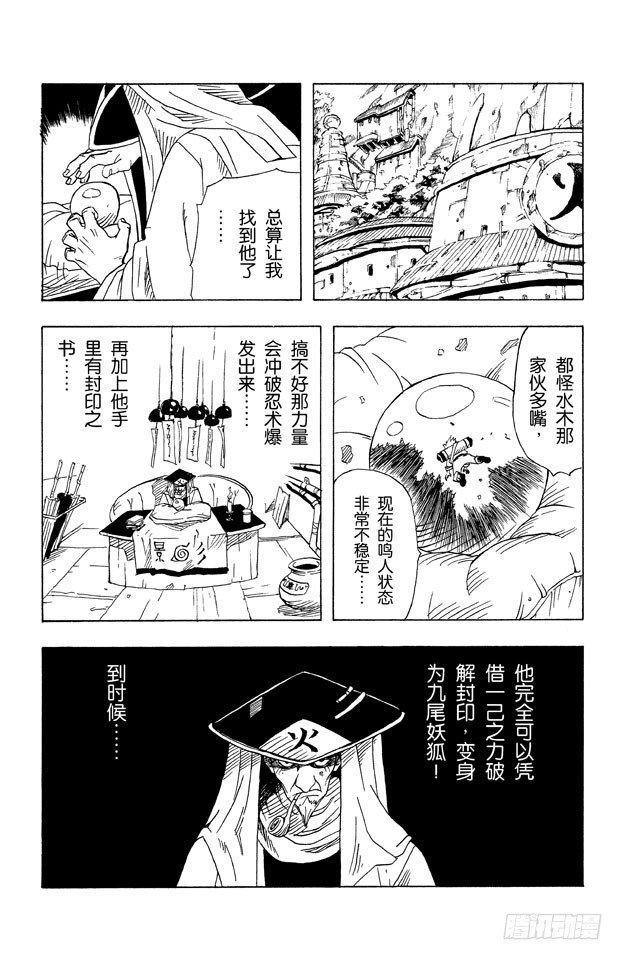 总算让我
找到他了
……
都怪水木那
家伙多嘴，
现在的鸣人状态
非常不稳定…
搞不好那力量
会冲破忍术爆
发出来……
再加上他手
里有封印之
书……
景
他完全可以凭
借一己之力破
解封印，变身
为九尾妖狐！
火
到时候……
腾讯动漫